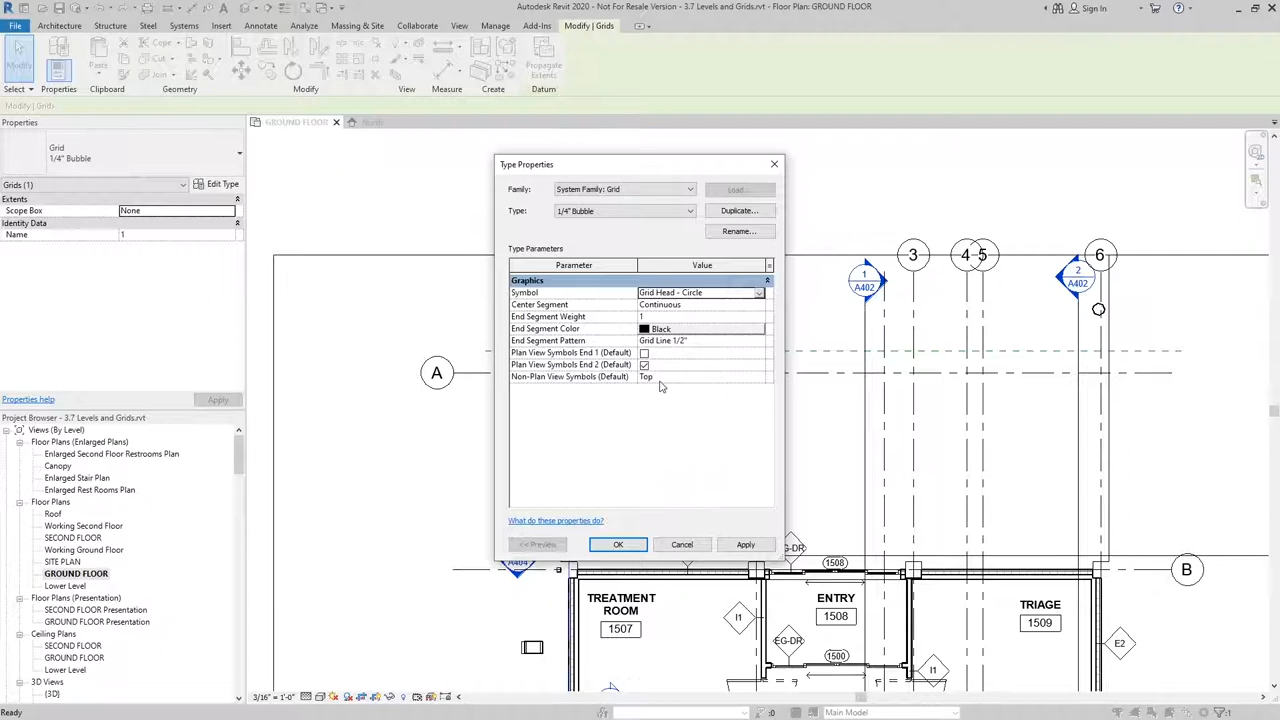 Autodesk Revit 2020 - Not For Resale Version - 3.7 Levels and Grids.rvt - Floor Plan: GROUND FLOOR
Sign In
File Architecture Structure Steel Systems Insert Annotate Analyze Massing & Site Collaborate View Manage Add-Ins Modify | Grids
Modify
Paste
Cope
Cut
Join
Propagate
Extents
Select Properties Clipboard Geometry Modify View Measure Create Datum
Modify | Grids
Properties
GROUND FLOOR
North
Grid
1/4" Bubble
Grids (1)
Edit Type
Extents
Scope Box
None
Identity Data
Name
1
Properties help
Apply
Project Browser - 3.7 Levels and Grids.rvt
Views (By Level)
Floor Plans (Enlarged Plans)
Enlarged Second Floor Restrooms Plan
Canopy
Enlarged Stair Plan
Enlarged Rest Rooms Plan
Floor Plans
Roof
Working Second Floor
SECOND FLOOR
Working Ground Floor
SITE PLAN
GROUND FLOOR
Lower Level
Floor Plans (Presentation)
SECOND FLOOR Presentation
GROUND FLOOR Presentation
Ceiling Plans
SECOND FLOOR
GROUND FLOOR
Lower Level
3D Views
{3D}
Type Properties
Family:
System Family: Grid
Load...
Type:
1/4" Bubble
Duplicate...
Rename...
Type Parameters
Parameter
Value
=
Graphics
Symbol
Grid Head - Circle
Center Segment
Continuous
End Segment Weight
1
End Segment Color
Black
End Segment Pattern
Grid Line 1/2"
Plan View Symbols End 1 (Default)
Plan View Symbols End 2 (Default)
Non-Plan View Symbols (Default)
Top
What do these properties do?
<< Preview
OK
Cancel
Apply
3
4
5
6
1
A402
2
A402
A
B
A404
G-DR
1508
TREATMENT
ROOM
1507
I1
ENTRY
1508
EG-DR
1500
I1
TRIAGE
1509
E2
3/16" = 1'-0"
Ready
:0
Main Model
:1